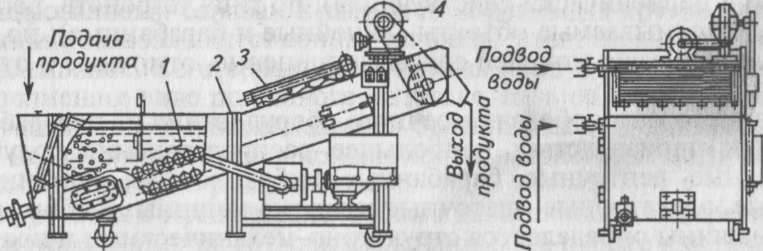 Подача
продукта
1
2
3
4
Выход
продукта
Подвод
воды
Подвод воды